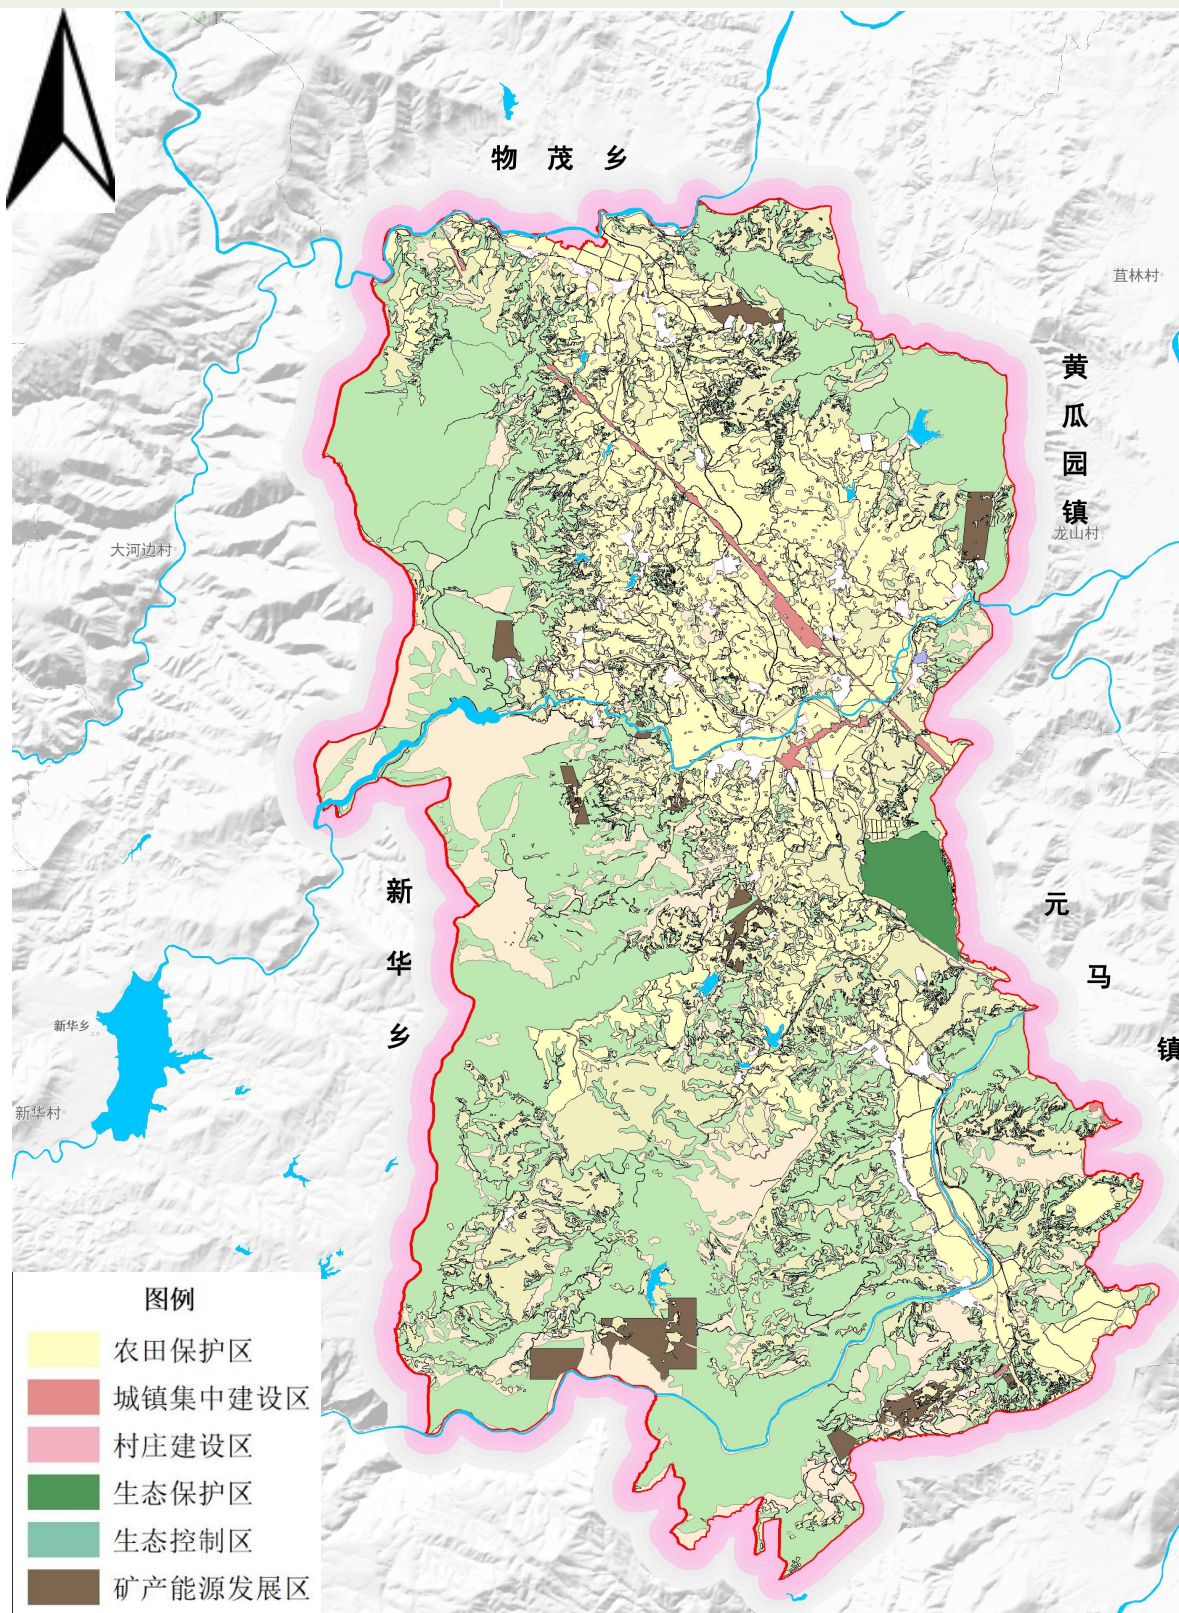 物茂乡
苴林村
黄瓜园镇
龙山村
大河边村
新华乡
元马镇
新华乡
新华村
图例
农田保护区
城镇集中建设区
村庄建设区
生态保护区
生态控制区
矿产能源发展区